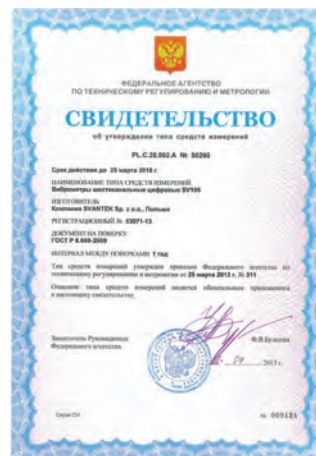 ФЕДЕРАЛЬНОЕ АГЕНТСТВО
ПО ТЕХНИЧЕСКОМУ РЕГУЛИРОВАНИЮ И МЕТРОЛОГИИ
СВИДЕТЕЛЬСТВО
об утверждении типа средств измерений
PL.C.28.002.A № 50260
Срок действия до 25 марта 2018 г.
НАИМЕНОВАНИЕ ТИПА СРЕДСТВ ИЗМЕРЕНИЙ
Виброметры шестиканальные цифровые SV106
ИЗГОТОВИТЕЛЬ
Компания SVANTEK Sp. z o.o., Польша
РЕГИСТРАЦИОННЫЙ № 53071-13
ДОКУМЕНТ НА ПОВЕРКУ
ГОСТ Р 8.669-2009
ИНТЕРВАЛ МЕЖДУ ПОВЕРКАМИ 1 год
Тип средств измерений утвержден приказом Федерального агентства по
техническому регулированию и метрологии от 25 марта 2013 г. № 311
Описание типа средств измерений является обязательным приложением
к настоящему свидетельству.
Заместитель Руководителя
Федерального агентства
Ф.В.Булыгин
2013 г.
Серия СИ
№ 009124